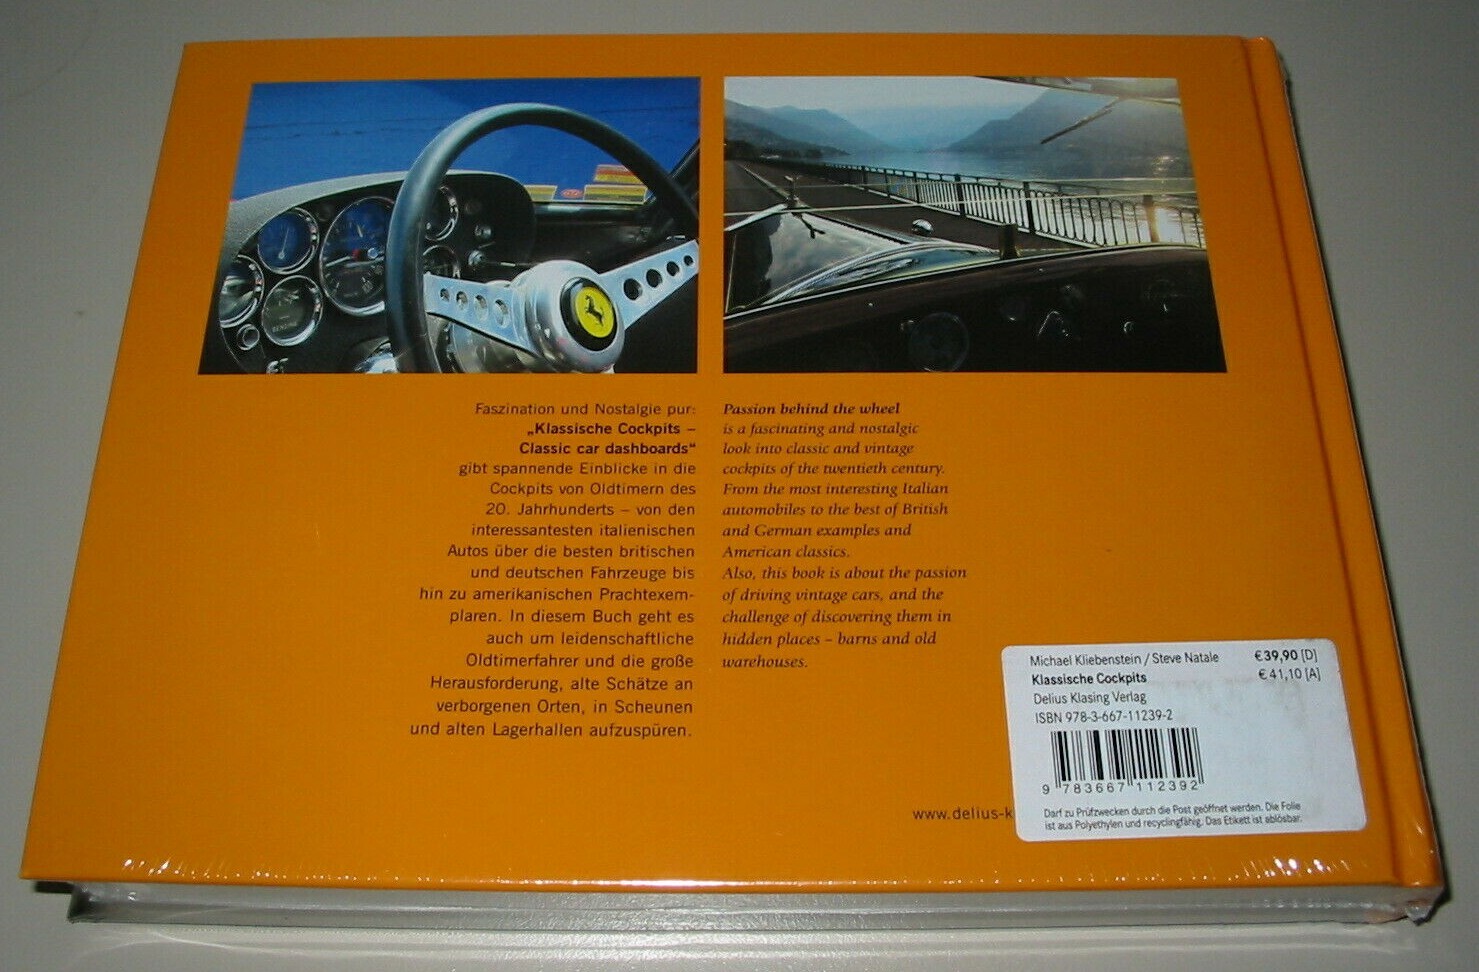 Faszination und Nostalgie pur:
„Klassische Cockpits –
Classic car dashboards“
gibt spannende Einblicke in die
Cockpits von Oldtimern des
20. Jahrhunderts – von den
interessantesten italienischen
Autos über die besten britischen
und deutschen Fahrzeuge bis
hin zu amerikanischen Prachtexem-
plaren. In diesem Buch geht es
auch um leidenschaftliche
Oldtimerfahrer und die große
Herausforderung, alte Schätze an
verborgenen Orten, in Scheunen
und alten Lagerhallen aufzuspüren.
Passion behind the wheel
is a fascinating and nostalgic
look into classic and vintage
cockpits of the twentieth century.
From the most interesting Italian
automobiles to the best of British
and German examples and
American classics.
Also, this book is about the passion
of driving vintage cars, and the
challenge of discovering them in
hidden places – barns and old
warehouses.
www.delius-k
Michael Kliebenstein / Steve Natale €39,90 [D]
Klassische Cockpits €41,10 [A]
Delius Klasing Verlag
ISBN 978-3-667-11239-2
9 783667 112392
Darf zu Prüfzwecken durch die Post geöffnet werden. Die Folie
ist aus Polyethylen und recyclingfähig. Das Etikett ist ablösbar.